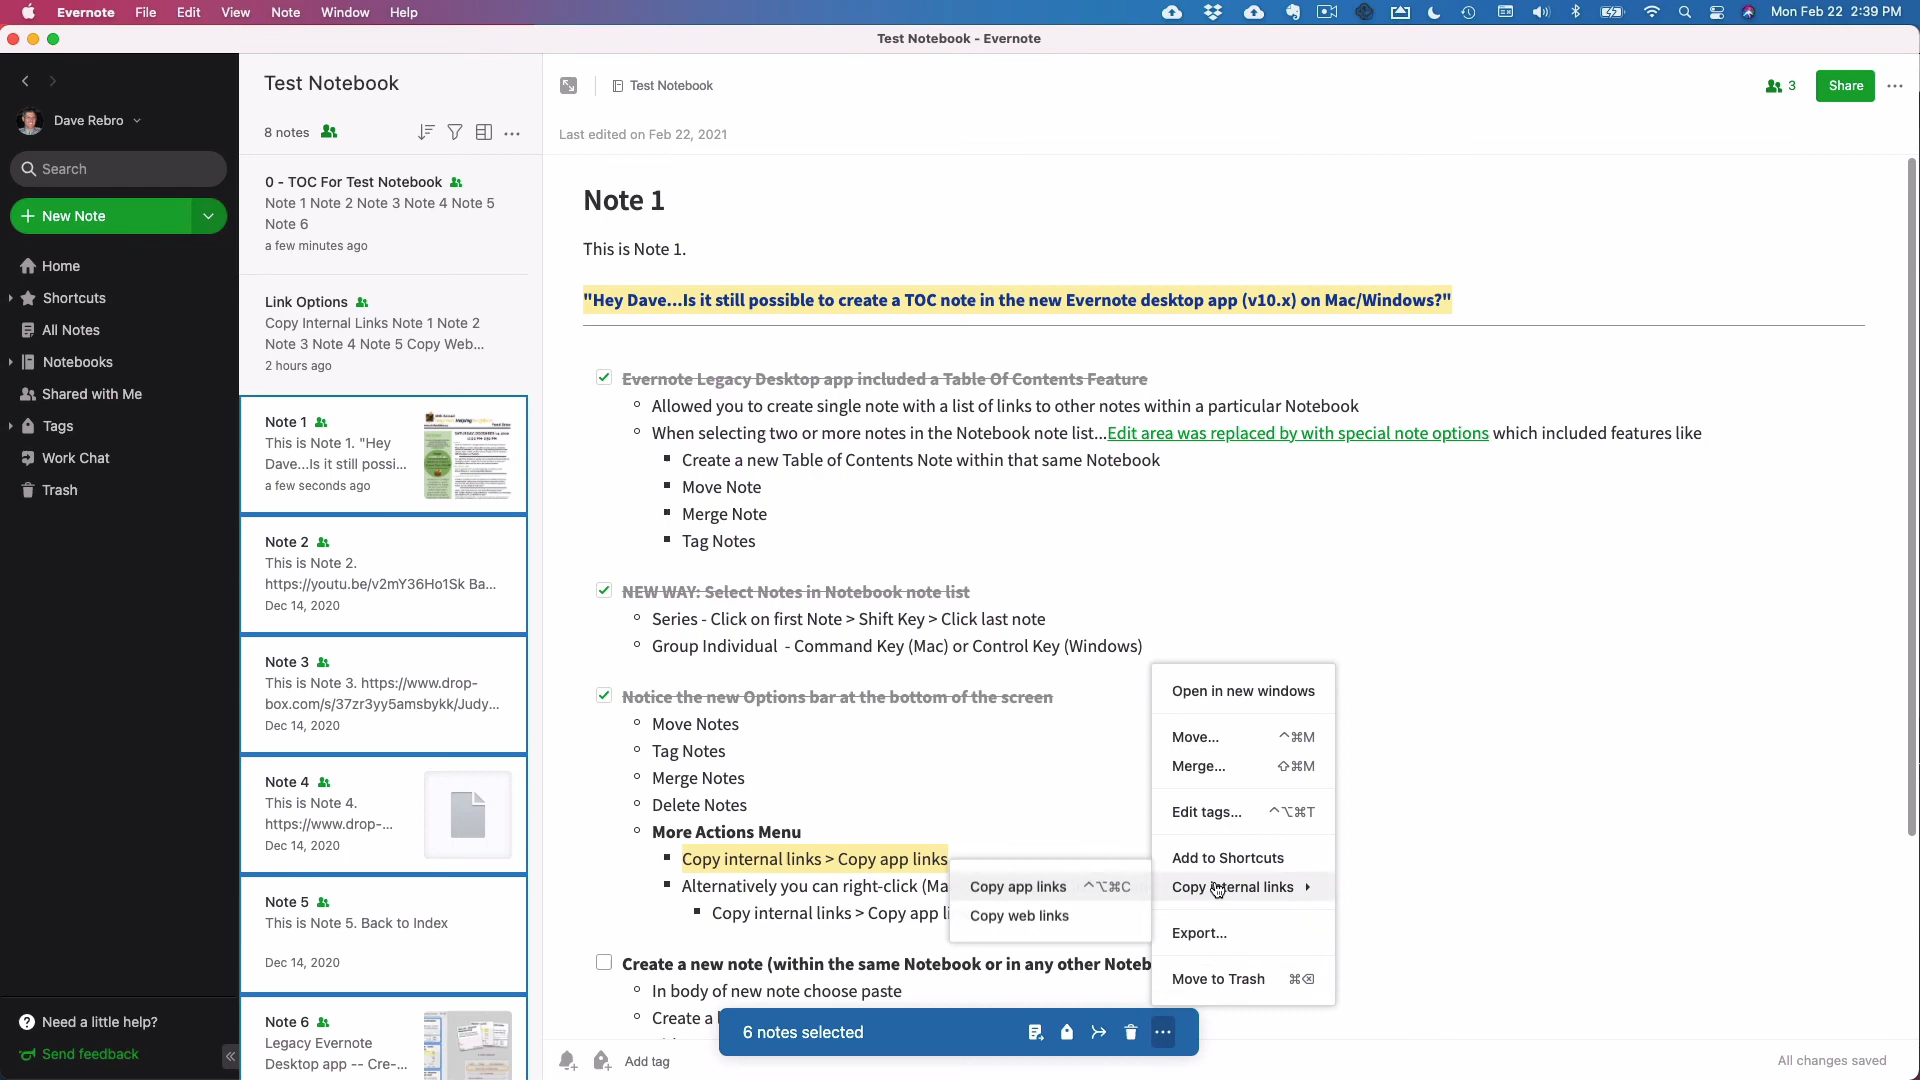 Evernote File Edit View Note Window Help
Mon Feb 22 2:39 PM
Test Notebook - Evernote
Dave Rebro
Search
New Note
Home
Shortcuts
All Notes
Notebooks
Shared with Me
Tags
Work Chat
Trash
Need a little help?
Send feedback
Test Notebook
8 notes
0 - TOC For Test Notebook
Note 1 Note 2 Note 3 Note 4 Note 5
Note 6
a few minutes ago
Link Options
Copy Internal Links Note 1 Note 2
Note 3 Note 4 Note 5 Copy Web...
2 hours ago
Note 1
This is Note 1. "Hey
Dave...Is it still possi...
a few seconds ago
Note 2
This is Note 2.
https://youtu.be/v2mY36Ho1Sk Ba...
Dec 14, 2020
Note 3
This is Note 3. https://www.drop-
box.com/s/37zr3yy5amsbykk/Judy...
Dec 14, 2020
Note 4
This is Note 4.
https://www.drop-...
Dec 14, 2020
Note 5
This is Note 5. Back to Index
Dec 14, 2020
Note 6
Legacy Evernote
Desktop app -- Cre-...
Test Notebook
3
Share
Last edited on Feb 22, 2021
Note 1
This is Note 1.
"Hey Dave...Is it still possible to create a TOC note in the new Evernote desktop app (v10.x) on Mac/Windows?"
Evernote Legacy Desktop app included a Table Of Contents Feature
Allowed you to create single note with a list of links to other notes within a particular Notebook
When selecting two or more notes in the Notebook note list...Edit area was replaced by with special note options which included features like
Create a new Table of Contents Note within that same Notebook
Move Note
Merge Note
Tag Notes
NEW WAY: Select Notes in Notebook note list
Series - Click on first Note > Shift Key > Click last note
Group Individual - Command Key (Mac) or Control Key (Windows)
Notice the new Options bar at the bottom of the screen
Move Notes
Tag Notes
Merge Notes
Delete Notes
More Actions Menu
Copy internal links > Copy app links
Alternatively you can right-click (Ma
Copy internal links > Copy app li
Create a new note (within the same Notebook or in any other Noteb
In body of new note choose paste
Create a
Open in new windows
Move... ^⌘M
Merge... ⇧⌘M
Edit tags... ^⌥⌘T
Add to Shortcuts
Copy internal links
Export...
Move to Trash ⌘⌫
Copy app links ^⌥⌘C
Copy web links
6 notes selected
Add tag
All changes saved